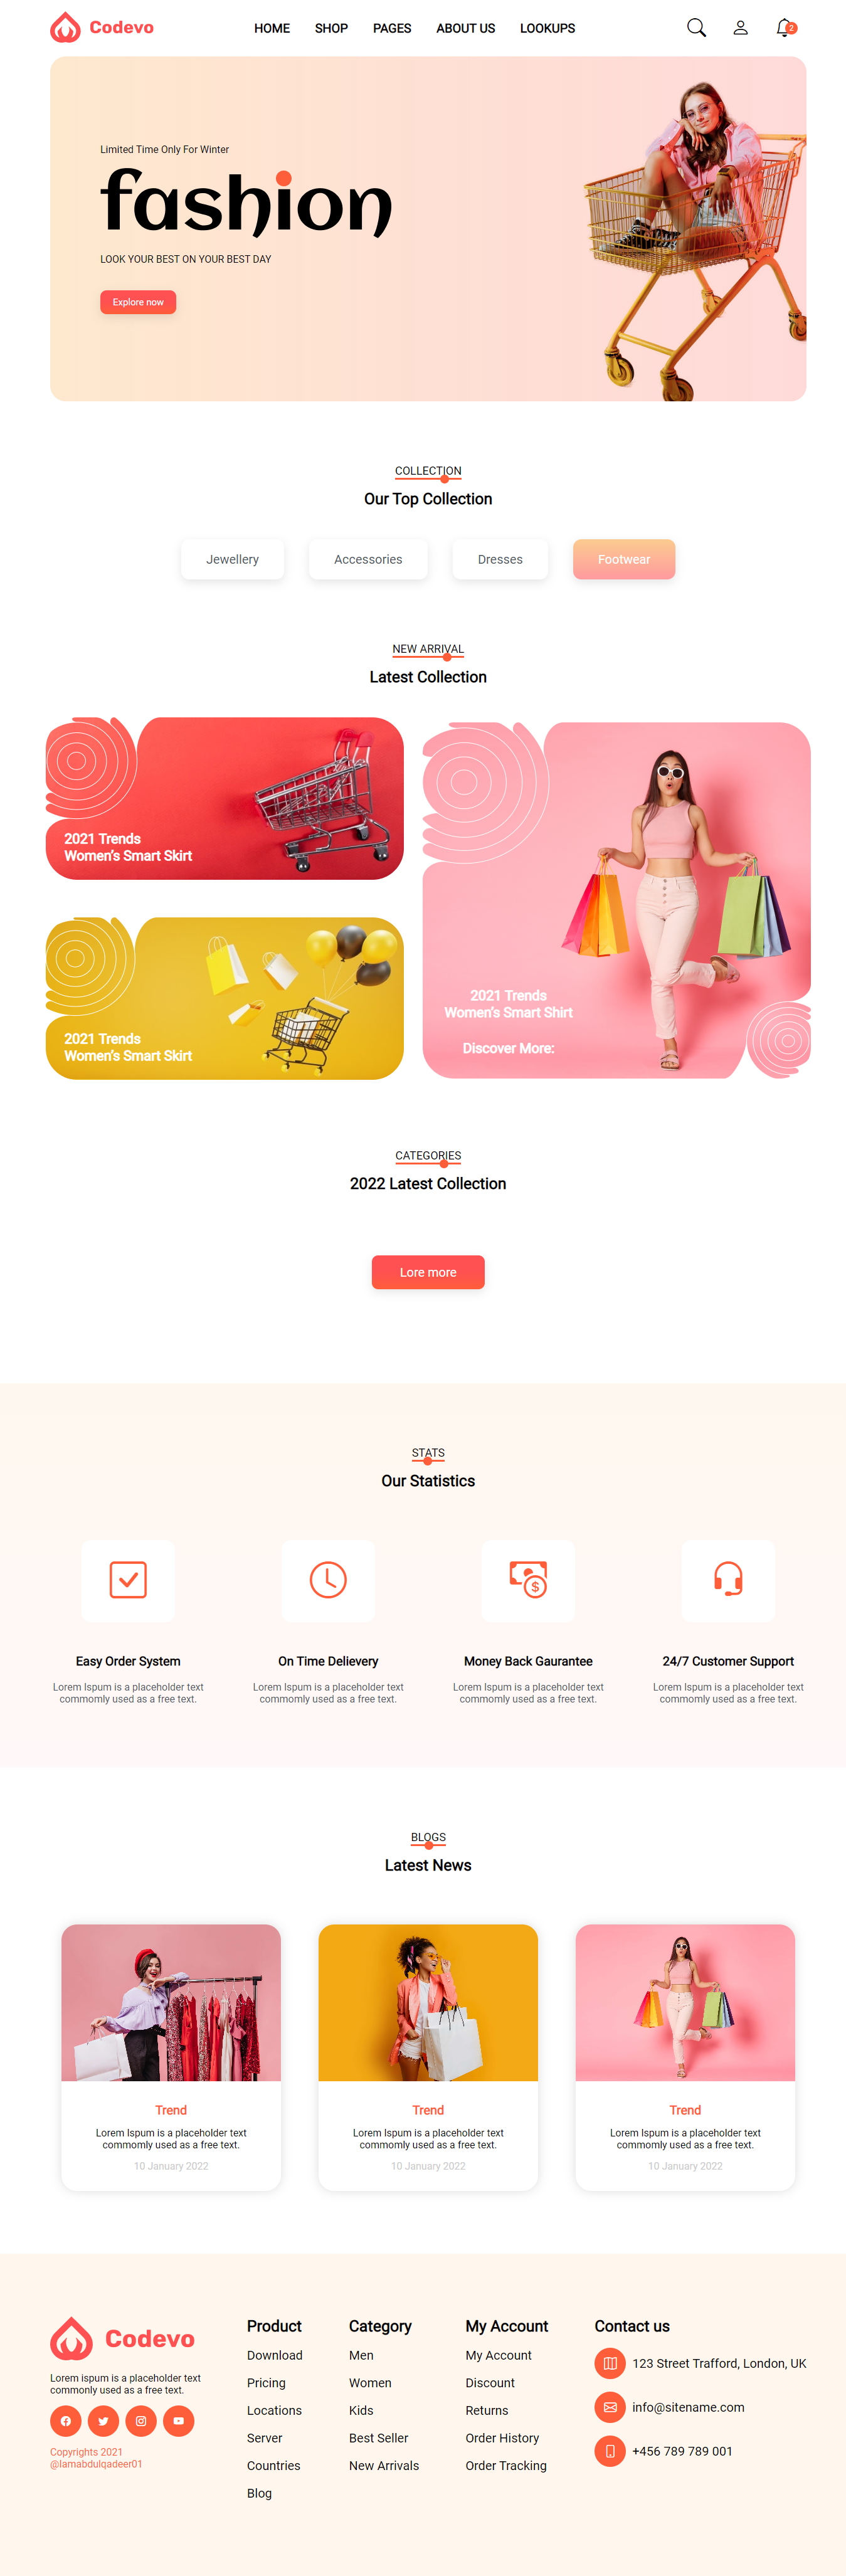 Codevo
HOME
SHOP
PAGES
ABOUT US
LOOKUPS
2
Limited Time Only For Winter
fashion
LOOK YOUR BEST ON YOUR BEST DAY
Explore now
COLLECTION
Our Top Collection
Jewellery
Accessories
Dresses
Footwear
NEW ARRIVAL
Latest Collection
2021 Trends
Women's Smart Skirt
2021 Trends
Women's Smart Skirt
2021 Trends
Women's Smart Shirt
Discover More:
CATEGORIES
2022 Latest Collection
Lore more
STATS
Our Statistics
Easy Order System
Lorem Ispum is a placeholder text
commomly used as a free text.
On Time Delievery
Lorem Ispum is a placeholder text
commomly used as a free text.
$
Money Back Gaurantee
Lorem Ispum is a placeholder text
commomly used as a free text.
24/7 Customer Support
Lorem Ispum is a placeholder text
commomly used as a free text.
BLOGS
Latest News
Trend
Lorem Ispum is a placeholder text
commomly used as a free text.
10 January 2022
Trend
Lorem Ispum is a placeholder text
commomly used as a free text.
10 January 2022
Trend
Lorem Ispum is a placeholder text
commomly used as a free text.
10 January 2022
Codevo
Lorem ispum is a placeholder text
commonly used as a free text.
Copyrights 2021
@Iamabdulqadeer01
Product
Download
Pricing
Locations
Server
Countries
Blog
Category
Men
Women
Kids
Best Seller
New Arrivals
My Account
My Account
Discount
Returns
Order History
Order Tracking
Contact us
123 Street Trafford, London, UK
info@sitename.com
+456 789 789 001